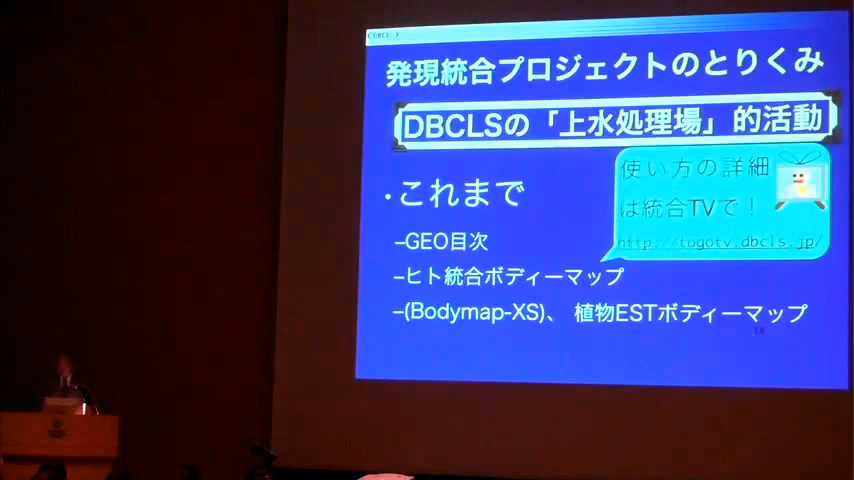 発現統合プロジェクトのとりくみ
DBCLSの「上水処理場」的活動
使い方の詳細
は統合TVで!
http://togotv.dbcls.jp/
・これまで
–GEO目次
–ヒト統合ボディーマップ
–(Bodymap-XS)、 植物ESTボディーマップ